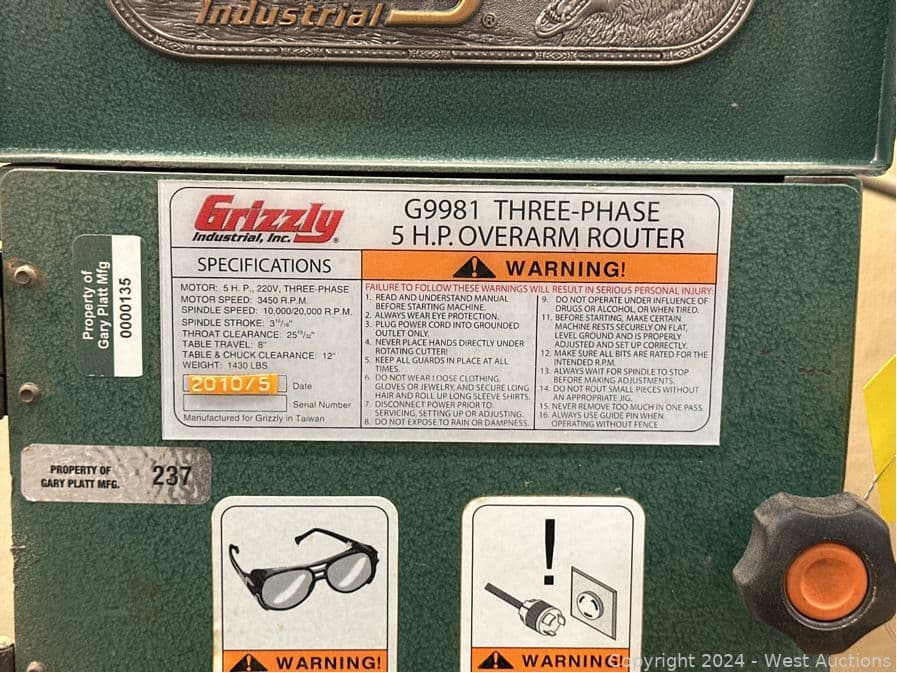 Industrial ®
Grizzly
Industrial, Inc. ®
G9981 THREE-PHASE
5 H.P. OVERARM ROUTER
SPECIFICATIONS
MOTOR: 5 H. P., 220V, THREE-PHASE
MOTOR SPEED: 3450 R.P.M.
SPINDLE SPEED: 10,000/20,000 R.P.M.
SPINDLE STROKE:
THROAT CLEARANCE:
TABLE TRAVEL: 8"
TABLE & CHUCK CLEARANCE: 12"
WEIGHT: 1430 LBS
2010/5 Date
Serial Number
Manufactured for Grizzly in Taiwan
WARNING!
FAILURE TO FOLLOW THESE WARNINGS WILL RESULT IN SERIOUS PERSONAL INJURY:
1. READ AND UNDERSTAND MANUAL
BEFORE STARTING MACHINE.
2. ALWAYS WEAR EYE PROTECTION.
3. PLUG POWER CORD INTO GROUNDED
OUTLET ONLY.
4. NEVER PLACE HANDS DIRECTLY UNDER
ROTATING CUTTER!
5. KEEP ALL GUARDS IN PLACE AT ALL
TIMES.
6. DO NOT WEAR LOOSE CLOTHING,
GLOVES OR JEWELRY, AND SECURE LONG
HAIR AND ROLL UP LONG SLEEVE SHIRTS.
7. DISCONNECT POWER PRIOR TO
SERVICING, SETTING UP OR ADJUSTING.
8. DO NOT EXPOSE TO RAIN OR DAMPNESS.
9. DO NOT OPERATE UNDER INFLUENCE OF
DRUGS OR ALCOHOL, OR WHEN TIRED.
11. BEFORE STARTING, MAKE CERTAIN
MACHINE RESTS SECURELY ON FLAT,
LEVEL GROUND AND IS PROPERLY
ADJUSTED AND SET UP CORRECTLY.
12. MAKE SURE ALL BITS ARE RATED FOR THE
INTENDED R.P.M.
13. ALWAYS WAIT FOR SPINDLE TO STOP
BEFORE MAKING ADJUSTMENTS.
14. DO NOT ROUT SMALL PIECES WITHOUT
AN APPROPRIATE JIG.
15. NEVER REMOVE TOO MUCH IN ONE PASS.
16. ALWAYS USE GUIDE PIN WHEN
OPERATING WITHOUT FENCE
Property of
Gary Platt Mfg
0000135
PROPERTY OF
GARY PLATT MFG. 237
WARNING!
!
WARNING!
Copyright 2024 - West Auctions